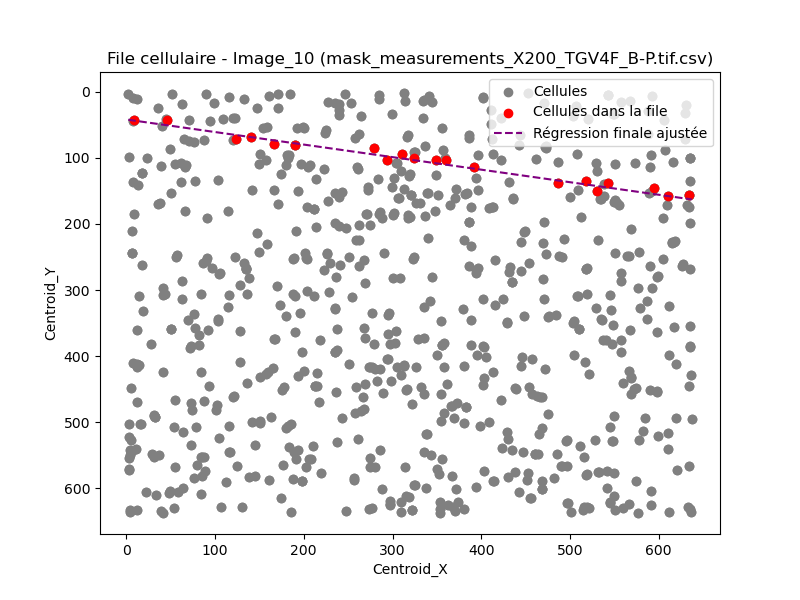 File cellulaire - Image_10 (mask_measurements_X200_TGV4F_B-P.tif.csv)
Cellules
Cellules dans la file
Régression finale ajustée
0
100
200
300
400
500
600
Centroid_Y
0 100 200 300 400 500 600
Centroid_X